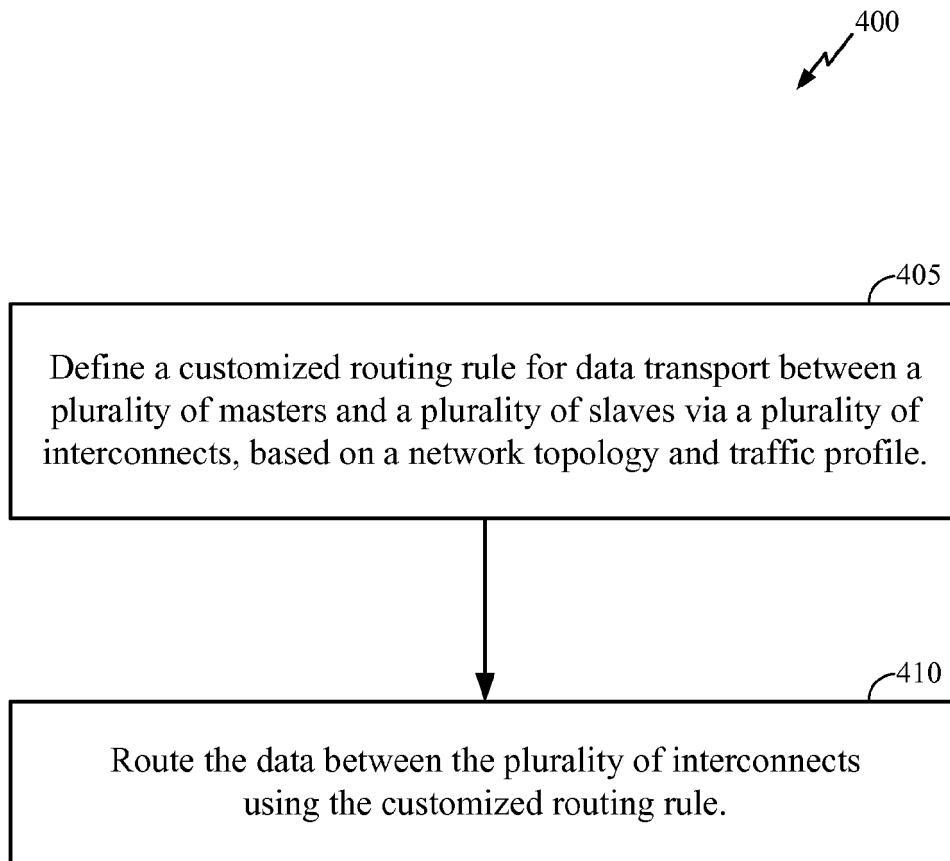 400
405
Define a customized routing rule for data transport between a
plurality of masters and a plurality of slaves via a plurality of
interconnects, based on a network topology and traffic profile.
410
Route the data between the plurality of interconnects
using the customized routing rule.